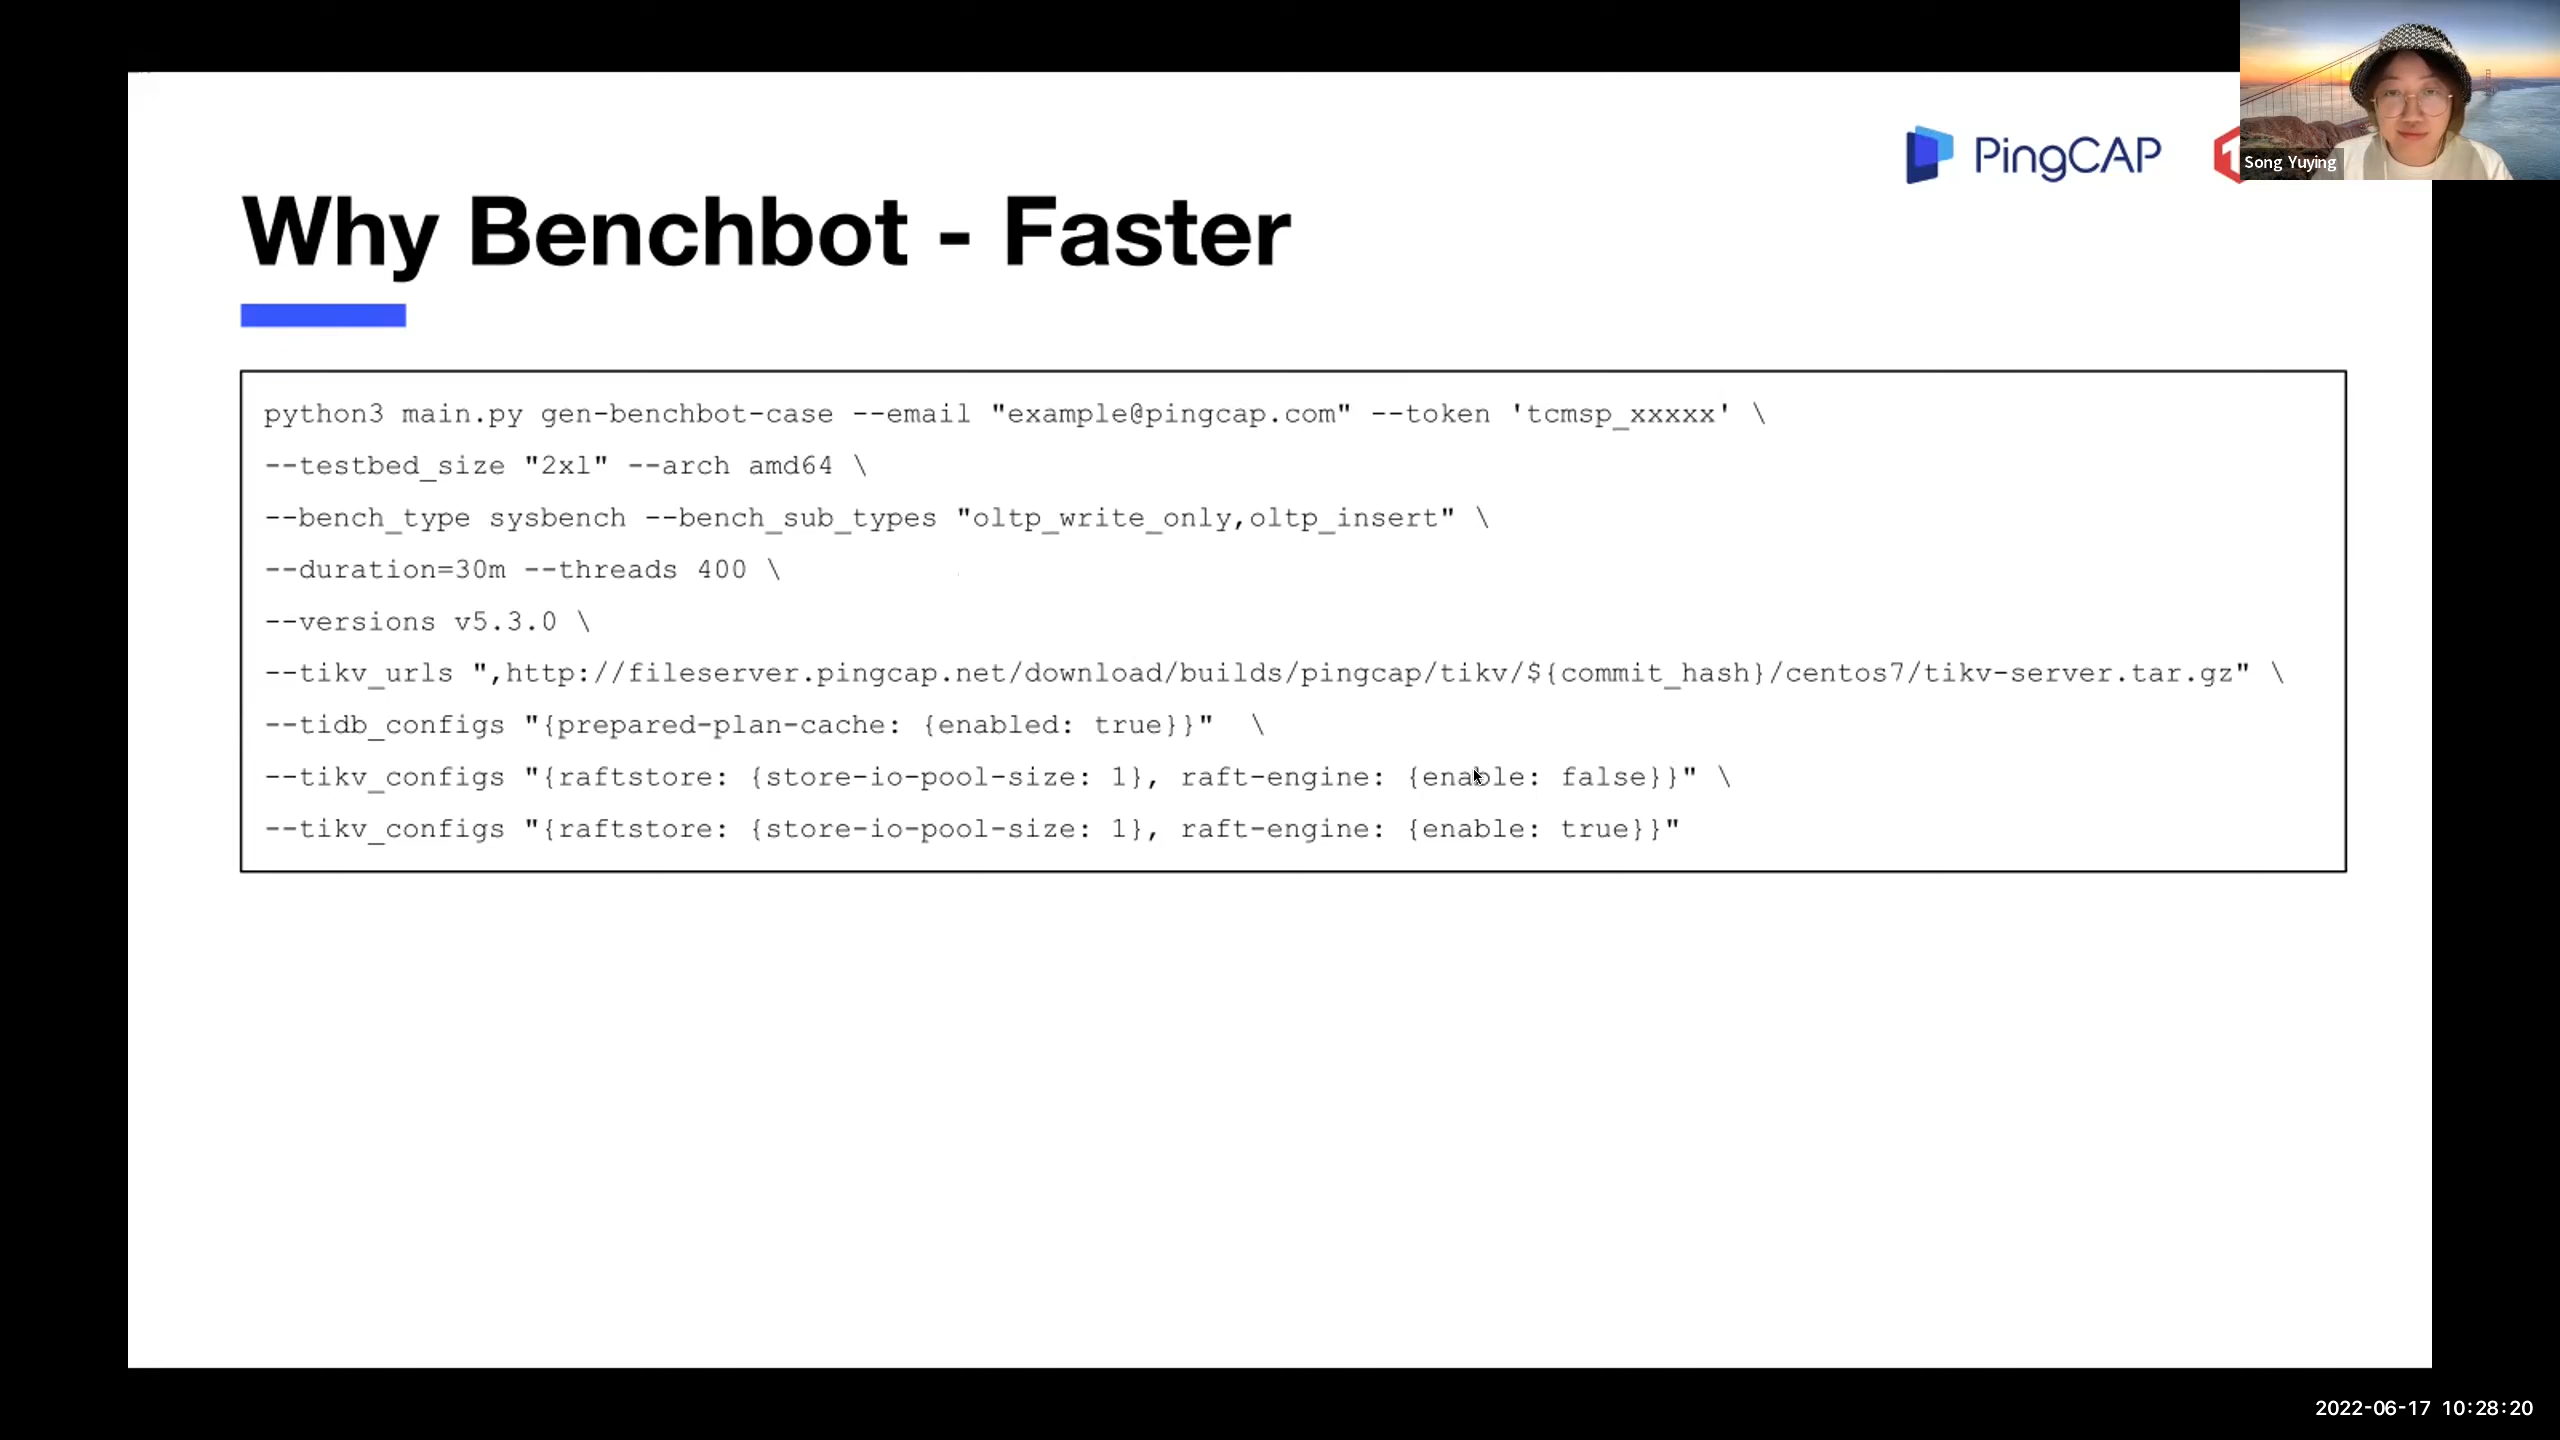 PingCAP
Song Yuying
Why Benchbot - Faster
python3 main.py gen-benchbot-case --email "example@pingcap.com" --token 'tcmsp_xxxxx' \
--testbed_size "2xl" --arch amd64 \
--bench_type sysbench --bench_sub_types "oltp_write_only,oltp_insert" \
--duration=30m --threads 400 \
--versions v5.3.0 \
--tikv_urls ",http://fileserver.pingcap.net/download/builds/pingcap/tikv/${commit_hash}/centos7/tikv-server.tar.gz" \
--tidb_configs "{prepared-plan-cache: {enabled: true}}"  \
--tikv_configs "{raftstore: {store-io-pool-size: 1}, raft-engine: {enable: false}}" \
--tikv_configs "{raftstore: {store-io-pool-size: 1}, raft-engine: {enable: true}}"
2022-06-17 10:28:20